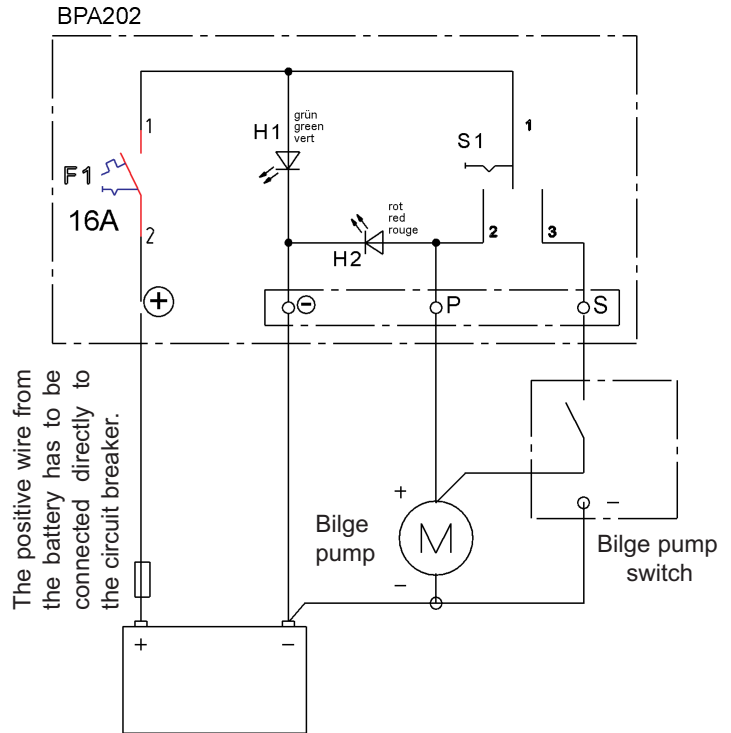 BPA202
1
F1
16A
2
H1
grün
green
vert
S1
1
H2
rot
red
rouge
2
3
+
⊖
P
S
The positive wire from
the battery has to be
connected directly to
the circuit breaker.
Bilge
pump
+
M
–
–
Bilge pump
switch
+
–